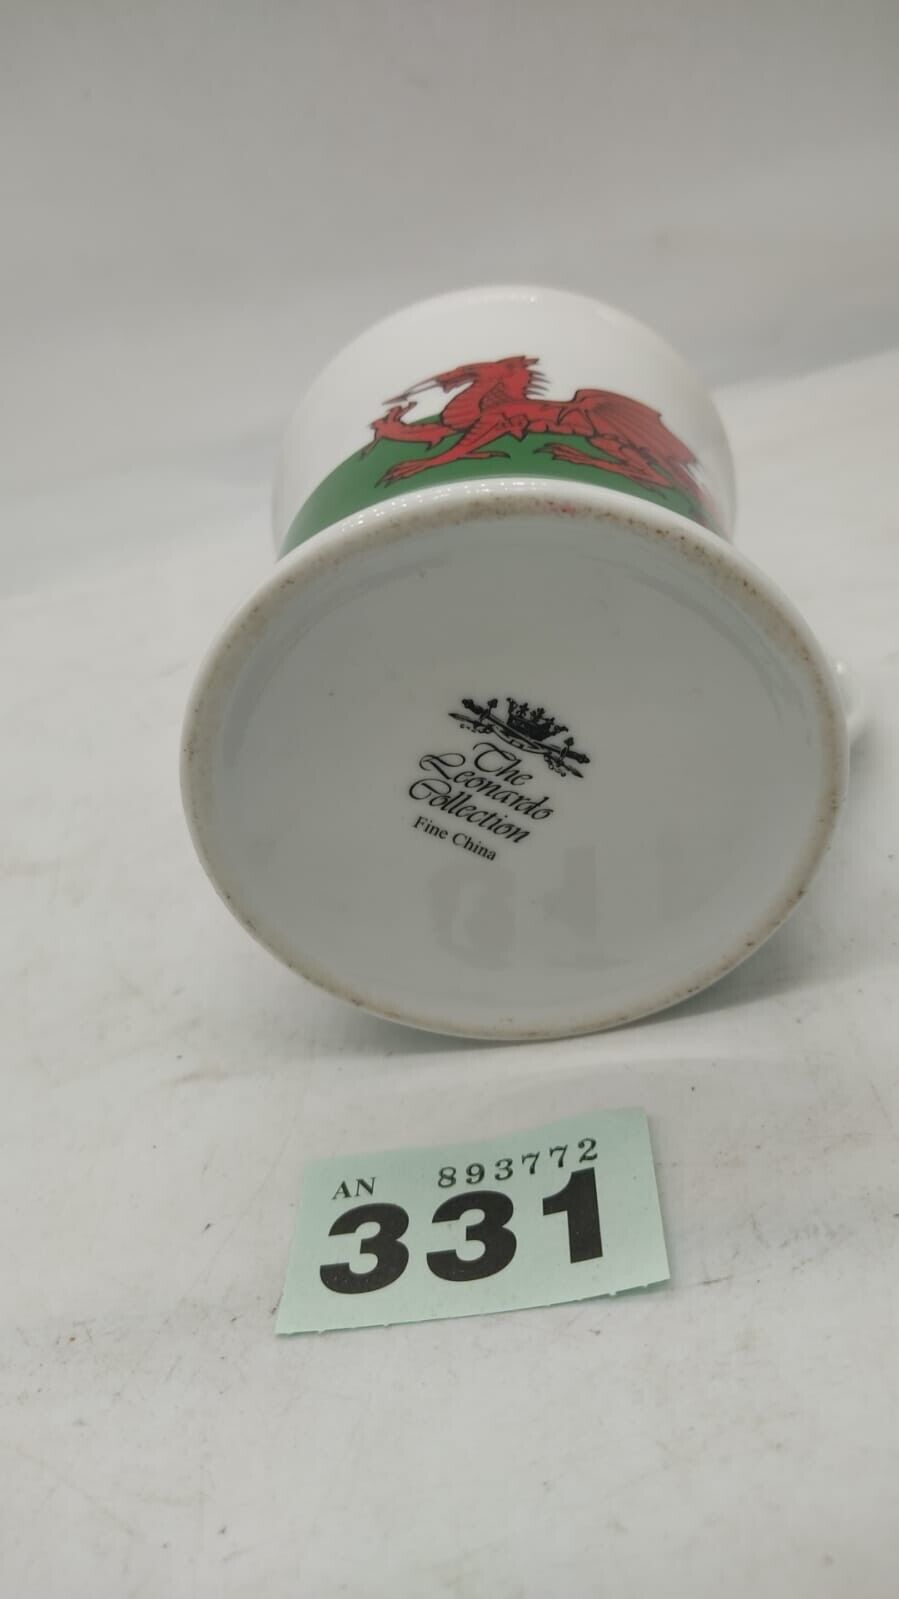 The
Leonardo
Collection
Fine China
AN 893772
331